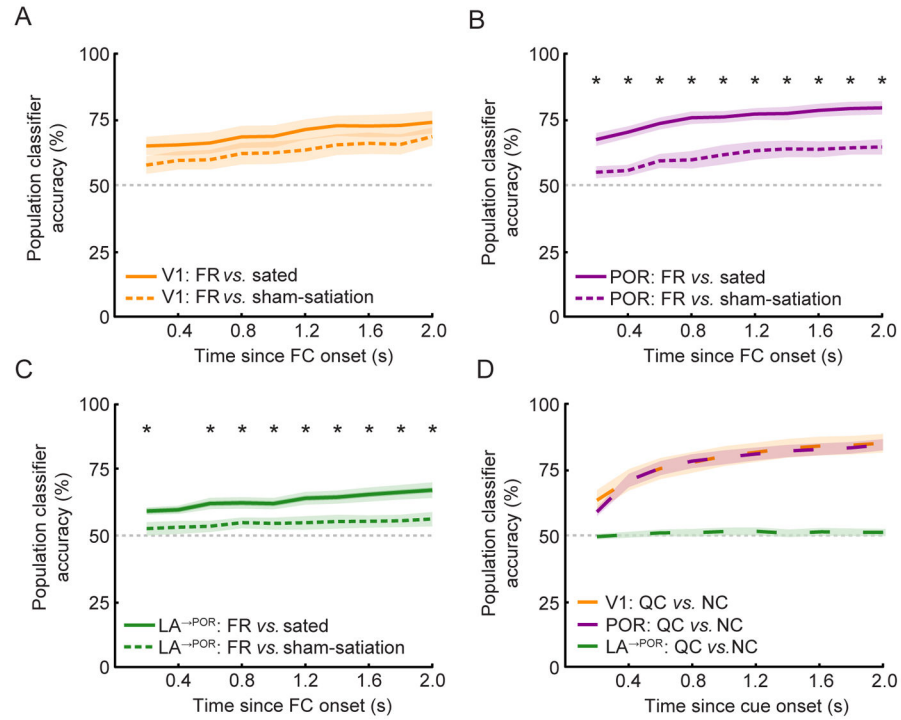 A
Population classifier
accuracy (%)
100
75
50
25
0
V1: FR vs. sated
V1: FR vs. sham-satiation
0.4 0.8 1.2 1.6 2.0
Time since FC onset (s)
B
Population classifier
accuracy (%)
100
75
50
25
0
* * * * * * * * * *
POR: FR vs. sated
POR: FR vs. sham-satiation
0.4 0.8 1.2 1.6 2.0
Time since FC onset (s)
C
Population classifier
accuracy (%)
100
75
50
25
0
* * * * * * * * *
LA→POR: FR vs. sated
LA→POR: FR vs. sham-satiation
0.4 0.8 1.2 1.6 2.0
Time since FC onset (s)
D
Population classifier
accuracy (%)
100
75
50
25
0
V1: QC vs. NC
POR: QC vs. NC
LA→POR: QC vs. NC
0.4 0.8 1.2 1.6 2.0
Time since cue onset (s)